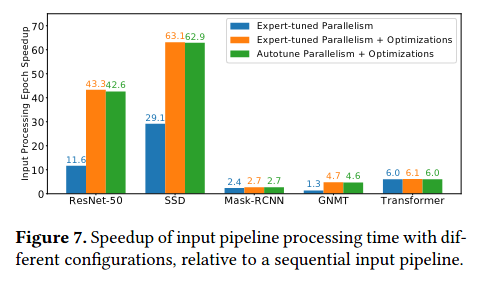 Input Processing Epoch Speedup
70
60
50
40
30
20
10
0
Expert-tuned Parallelism
Expert-tuned Parallelism + Optimizations
Autotune Parallelism + Optimizations
11.6 43.3 42.6
29.1 63.1 62.9
2.4 2.7 2.7
1.3 4.7 4.6
6.0 6.1 6.0
ResNet-50 SSD Mask-RCNN GNMT Transformer
Figure 7. Speedup of input pipeline processing time with dif-
ferent configurations, relative to a sequential input pipeline.